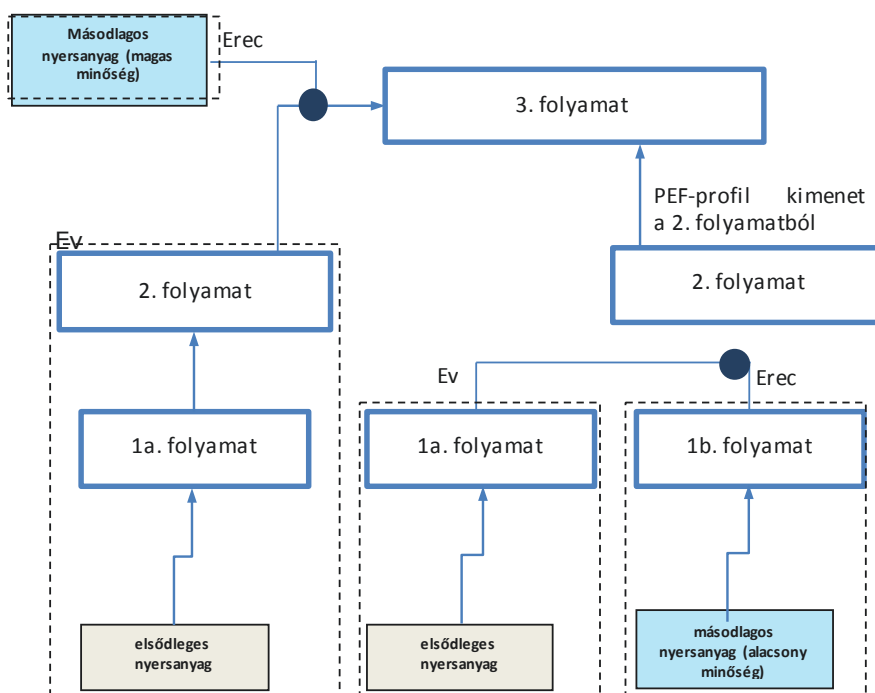 Másodlagos
nyersanyag (magas
minőség)
Erec
3. folyamat
PEF-profil kimenet
a 2. folyamatból
Ev
2. folyamat
2. folyamat
Ev
Erec
1a. folyamat
1a. folyamat
1b. folyamat
elsődleges
nyersanyag
elsődleges
nyersanyag
másodlagos
nyersanyag (alacsony
minőség)